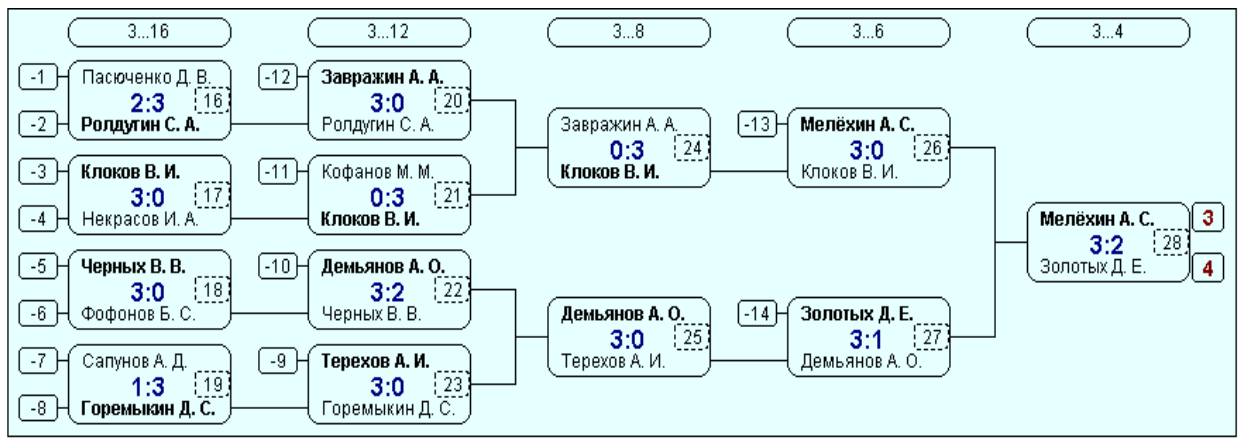 3...16
3...12
3...8
3...6
3...4
-1
Пасюченко Д. В.
2:3
16
-2
Ролдугин С. А.
-3
Клоков В. И.
3:0
17
-4
Некрасов И. А.
-5
Черных В. В.
3:0
18
-6
Фофонов Б. С.
-7
Сапунов А. Д.
1:3
19
-8
Горемыкин Д. С.
-12
Завражин А. А.
3:0
20
Ролдугин С. А.
-11
Кофанов М. М.
0:3
21
Клоков В. И.
-10
Демьянов А. О.
3:2
22
Черных В. В.
-9
Терехов А. И.
3:0
23
Горемыкин Д. С.
Завражин А. А.
0:3
24
Клоков В. И.
Демьянов А. О.
3:0
25
Терехов А. И.
-13
Мелёхин А. С.
3:0
26
Клоков В. И.
-14
Золотых Д. Е.
3:1
27
Демьянов А. О.
Мелёхин А. С.
3:2
28
Золотых Д. Е.
3
4